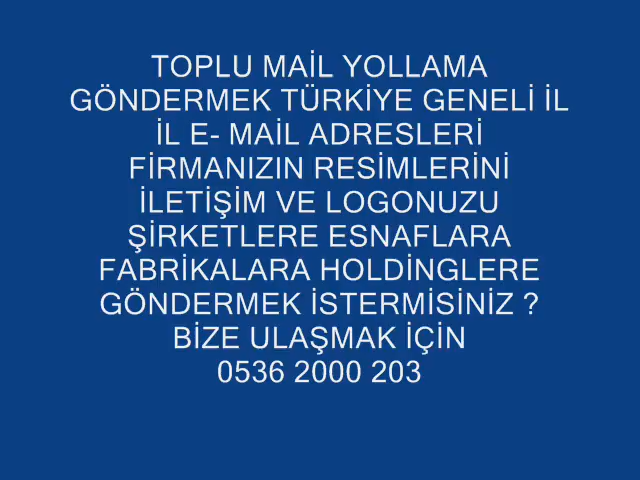 TOPLU MAİL YOLLAMA
GÖNDERMEK TÜRKİYE GENELİ İL
İL E- MAİL ADRESLERİ
FİRMANIZIN RESİMLERİNİ
İLETİŞİM VE LOGONUZU
ŞİRKETLERE ESNAFLARA
FABRİKALARA HOLDİNGLERE
GÖNDERMEK İSTERMİSİNİZ ?
BİZE ULAŞMAK İÇİN
0536 2000 203